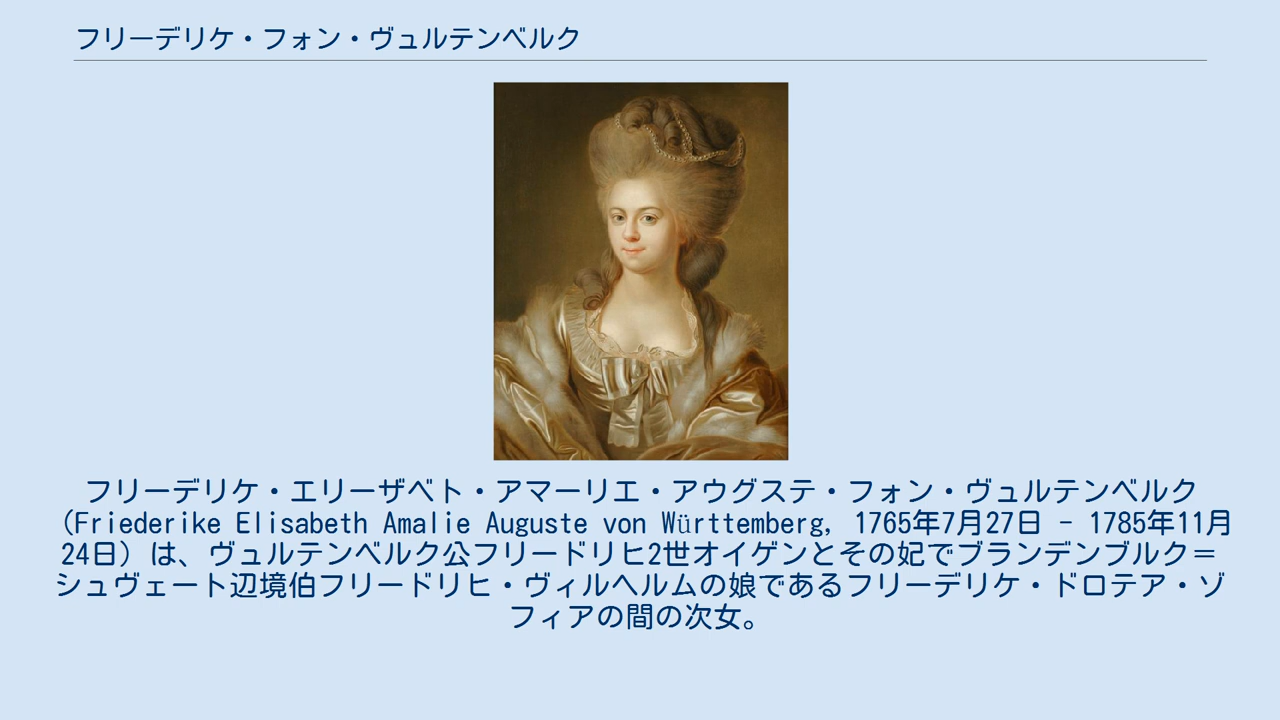 フリーデリケ・フォン・ヴュルテンベルク
フリーデリケ・エリーザベト・アマーリエ・アウグステ・フォン・ヴュルテンベルク
(Friederike Elisabeth Amalie Auguste von Württemberg, 1765年7月27日 - 1785年11月
24日) は、ヴュルテンベルク公フリードリヒ2世オイゲンとその妃でブランデンブルク＝
シュヴェート辺境伯フリードリヒ・ヴィルヘルムの娘であるフリーデリケ・ドロテア・ゾ
フィアの間の次女。